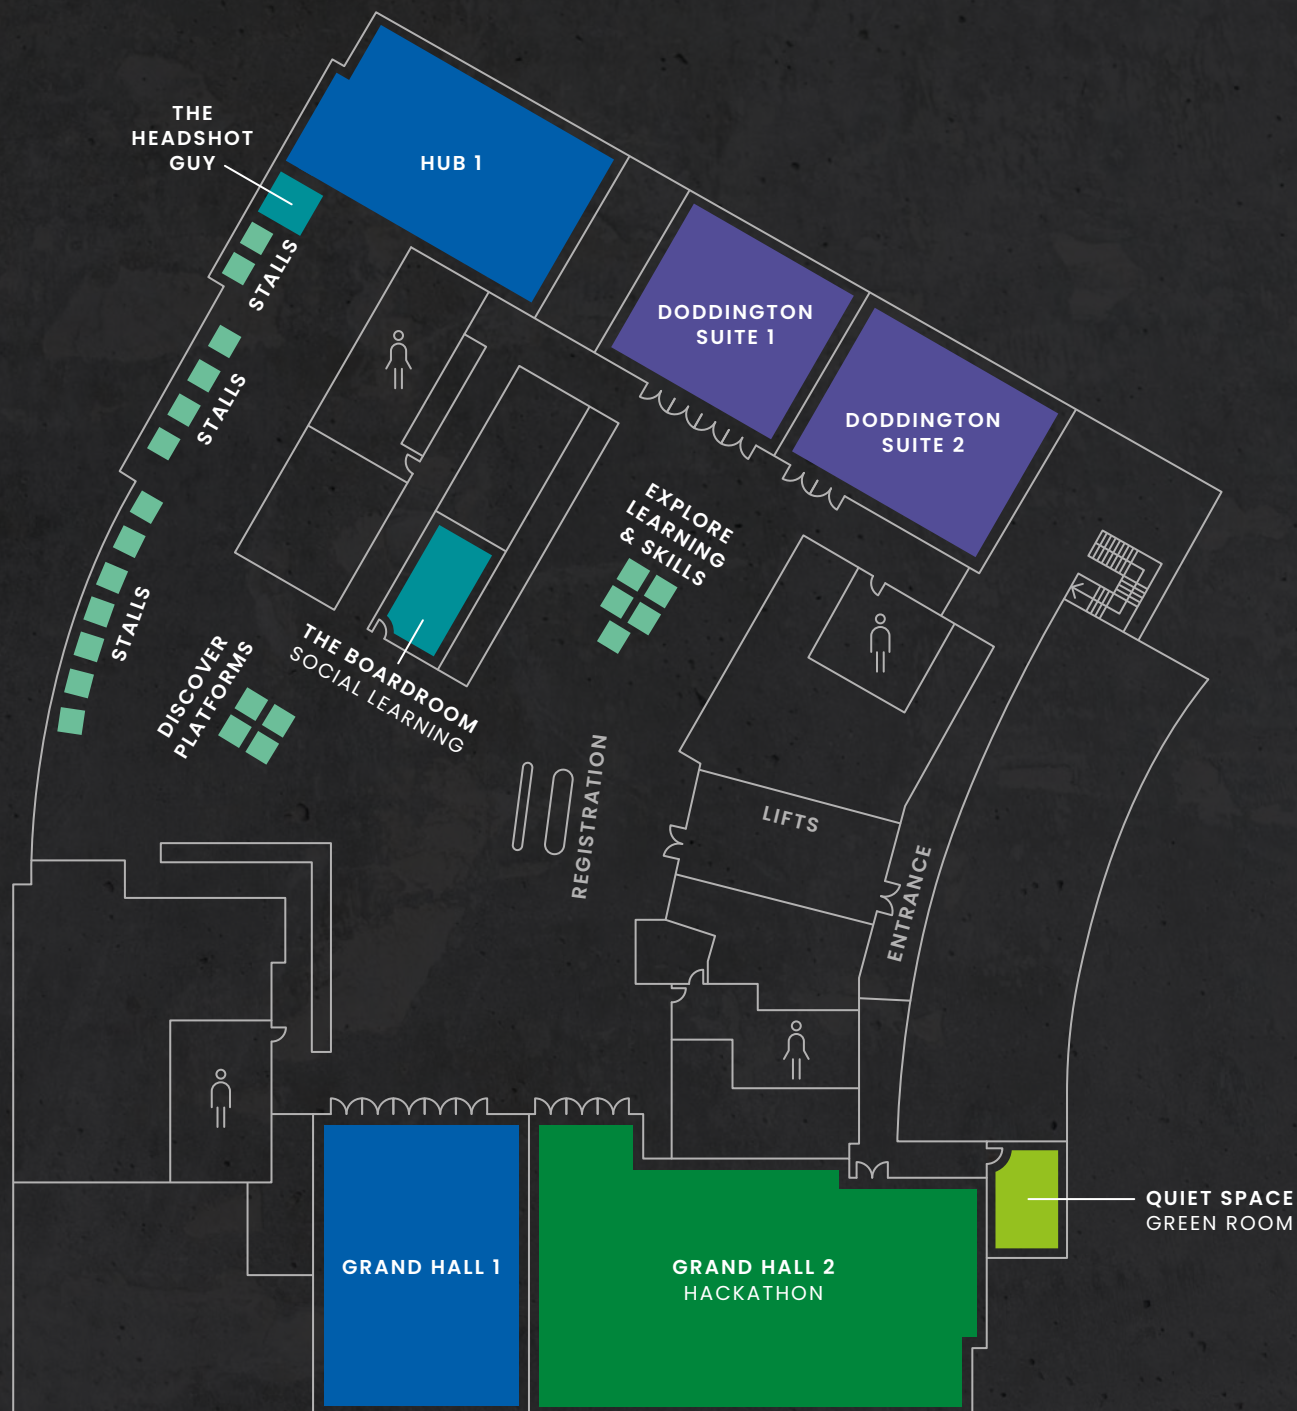 THE
HEADSHOT
GUY
HUB 1
STALLS
DODDINGTON
SUITE 1
DODDINGTON
SUITE 2
STALLS
EXPLORE
LEARNING
& SKILLS
STALLS
DISCOVER
PLATFORMS
THE BOARDROOM
SOCIAL LEARNING
REGISTRATION
LIFTS
ENTRANCE
QUIET SPACE
GREEN ROOM
GRAND HALL 1
GRAND HALL 2
HACKATHON